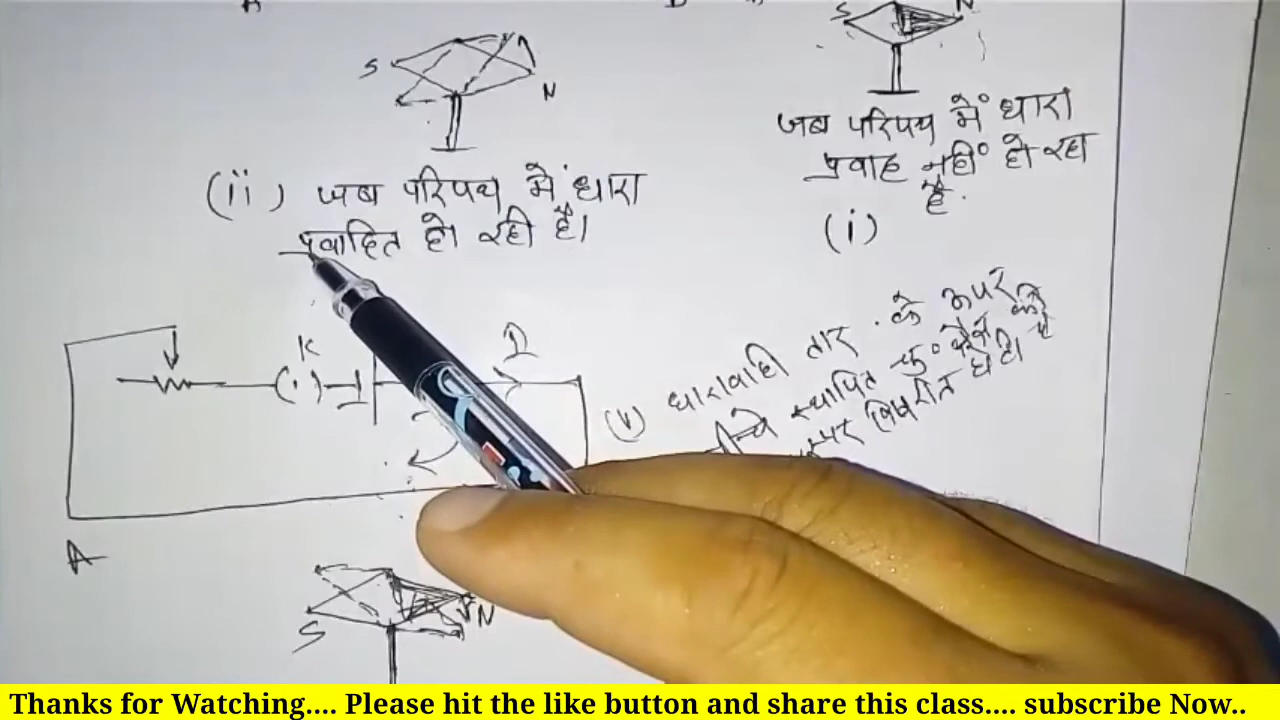 S
N
S
N
जब परिपथ में धारा
प्रवाह नहीं हो रहा
है.
(i)
(ii) जब परिपथ में धारा
प्रवाहित हो रही है।
K
(v) धारावाही तार के ऊपर
नीचे स्थापित
विपरीत होती है
A
S
N
Thanks for Watching.... Please hit the like button and share this class.... subscribe Now..